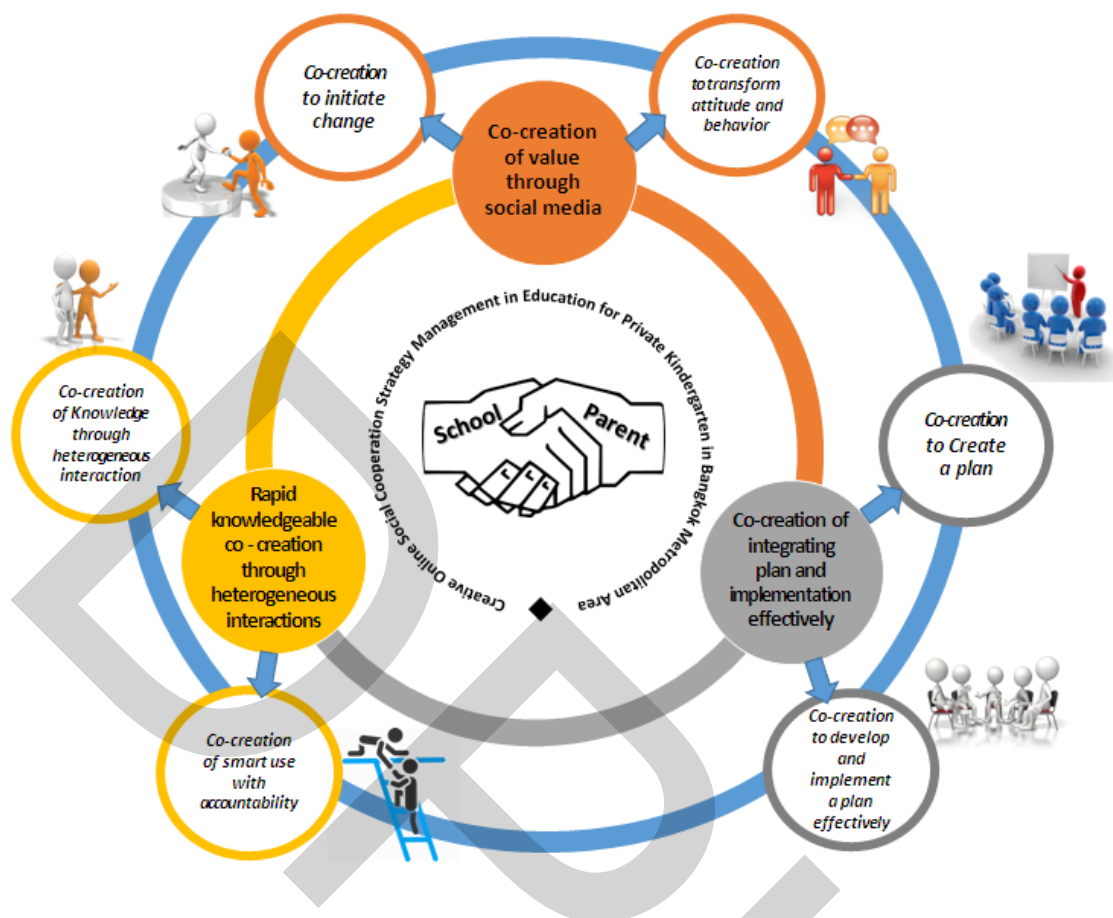 Co-creation
to initiate
change
Co-creation
to transform
attitude and
behavior
Co-creation
of value
through
social media
Creative Online Social Cooperation Strategy Management in Education for Private Kindergarten in Bangkok Metropolitan Area
School
Parent
Co-creation
of Knowledge
through
heterogeneous
interaction
Co-creation
to Create
a plan
Rapid
knowledgeable
co - creation
through
heterogeneous
interactions
Co-creation of
integrating
plan and
implementation
effectively
Co-creation
of smart use
with
accountability
Co-creation
to develop
and
implement
a plan
effectively